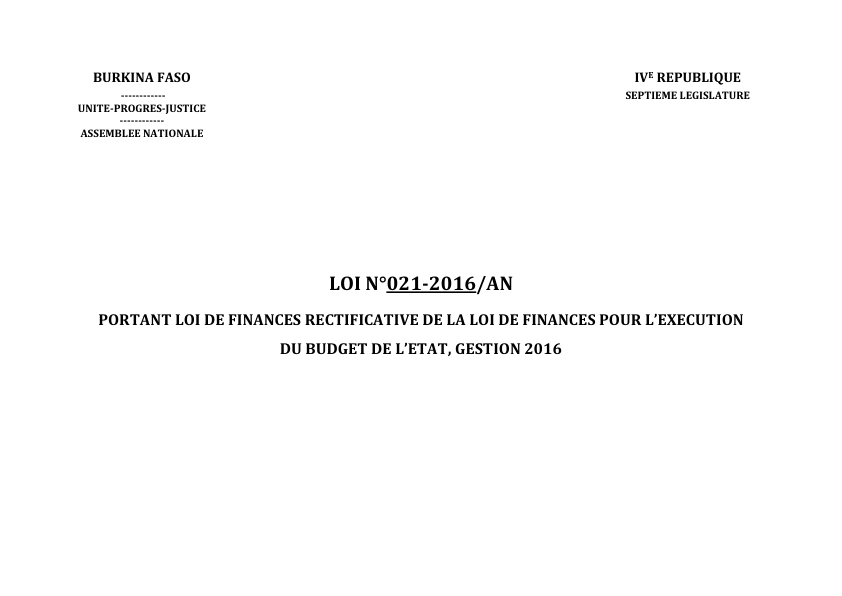 BURKINA FASO
------------
UNITE-PROGRES-JUSTICE
------------
ASSEMBLEE NATIONALE
IVE REPUBLIQUE
SEPTIEME LEGISLATURE
LOI N°021-2016/AN
PORTANT LOI DE FINANCES RECTIFICATIVE DE LA LOI DE FINANCES POUR L’EXECUTION
DU BUDGET DE L’ETAT, GESTION 2016